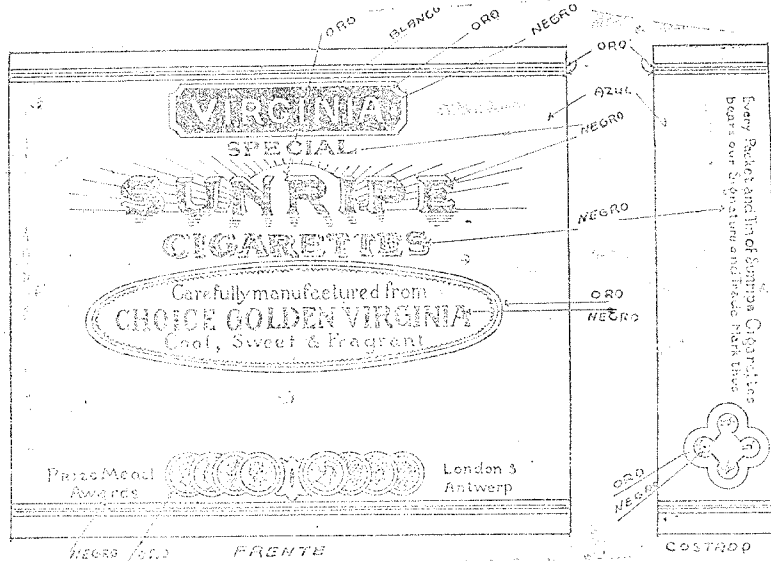 ORO
BLANCO
ORO
NEGRO
ORO
VIRGINIA
AZUL
SPECIAL
NEGRO
SUNRIPE
NEGRO
CIGARETTES
Carefully manufactured from
CHOICE GOLDEN VIRGINIA
Cool, Sweet & Fragrant
ORO
NEGRO
Every Packet and Tin of Sunripe Cigarettes
bears our Signature and Trade Mark thus
Prize Medal
Awards
London &
Antwerp
ORO
NEGRO
NEGRO
ORO
FRENTE
COSTADO